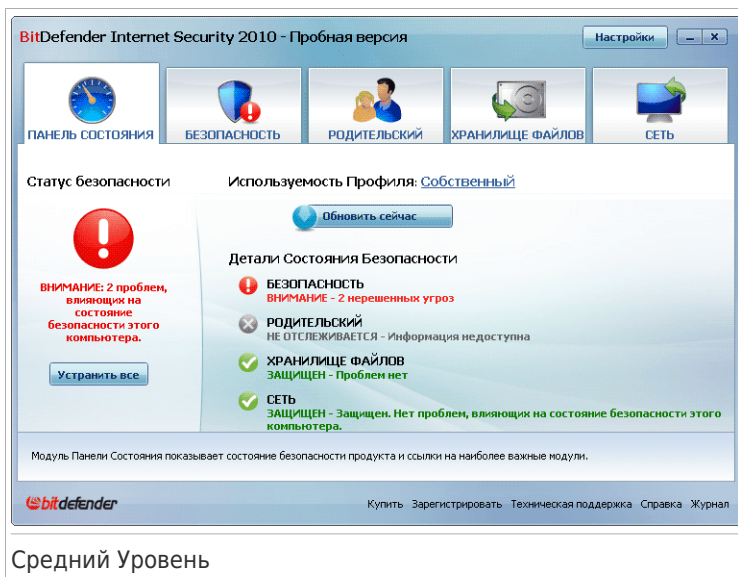 BitDefender Internet Security 2010 - Пробная версия
Настройки
ПАНЕЛЬ СОСТОЯНИЯ
БЕЗОПАСНОСТЬ
РОДИТЕЛЬСКИЙ
ХРАНИЛИЩЕ ФАЙЛОВ
СЕТЬ
Статус безопасности
ВНИМАНИЕ: 2 проблем,
влияющих на
состояние
безопасности этого
компьютера.
Устранить все
Используемость Профиля: Собственный
Обновить сейчас
Детали Состояния Безопасности
БЕЗОПАСНОСТЬ
ВНИМАНИЕ - 2 нерешенных угроз
РОДИТЕЛЬСКИЙ
НЕ ОТСЛЕЖИВАЕТСЯ - Информация недоступна
ХРАНИЛИЩЕ ФАЙЛОВ
ЗАЩИЩЕН - Проблем нет
СЕТЬ
ЗАЩИЩЕН - Защищен. Нет проблем, влияющих на состояние безопасности этого
компьютера.
Модуль Панели Состояния показывает состояние безопасности продукта и ссылки на наиболее важные модули.
bitdefender
Купить Зарегистрировать Техническая поддержка Справка Журнал
Средний Уровень